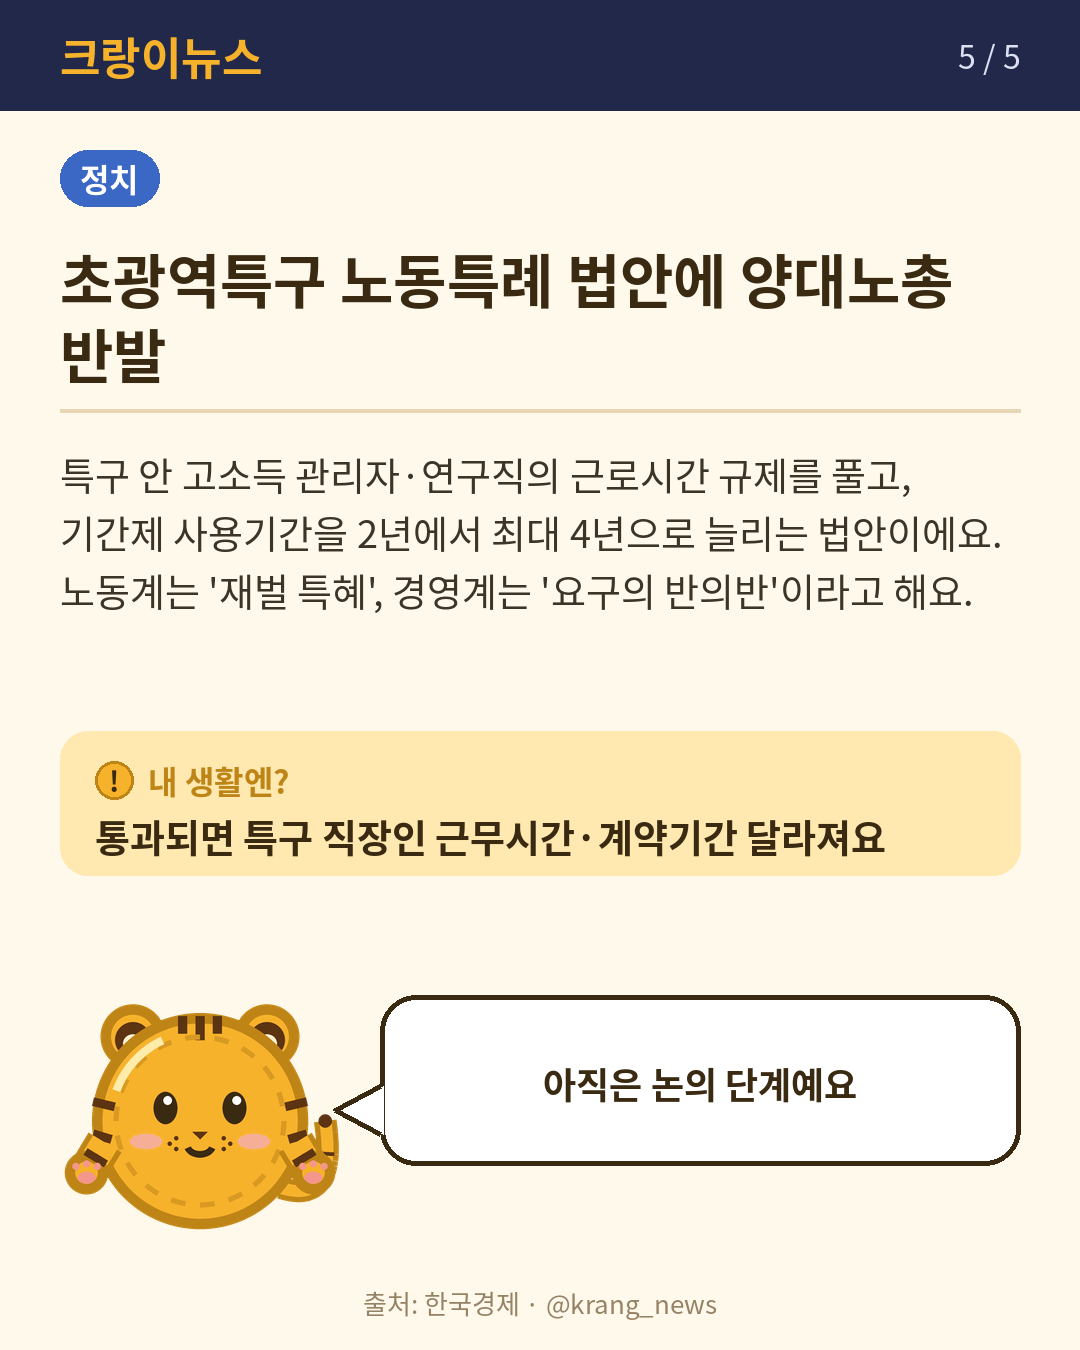 크랑이뉴스
5 / 5
정치
초광역특구 노동특례 법안에 양대노총
반발
특구 안 고소득 관리자·연구직의 근로시간 규제를 풀고,
기간제 사용기간을 2년에서 최대 4년으로 늘리는 법안이에요.
노동계는 '재벌 특혜', 경영계는 '요구의 반의반'이라고 해요.
! 내 생활엔?
통과되면 특구 직장인 근무시간·계약기간 달라져요
아직은 논의 단계예요
출처: 한국경제 · @krang_news